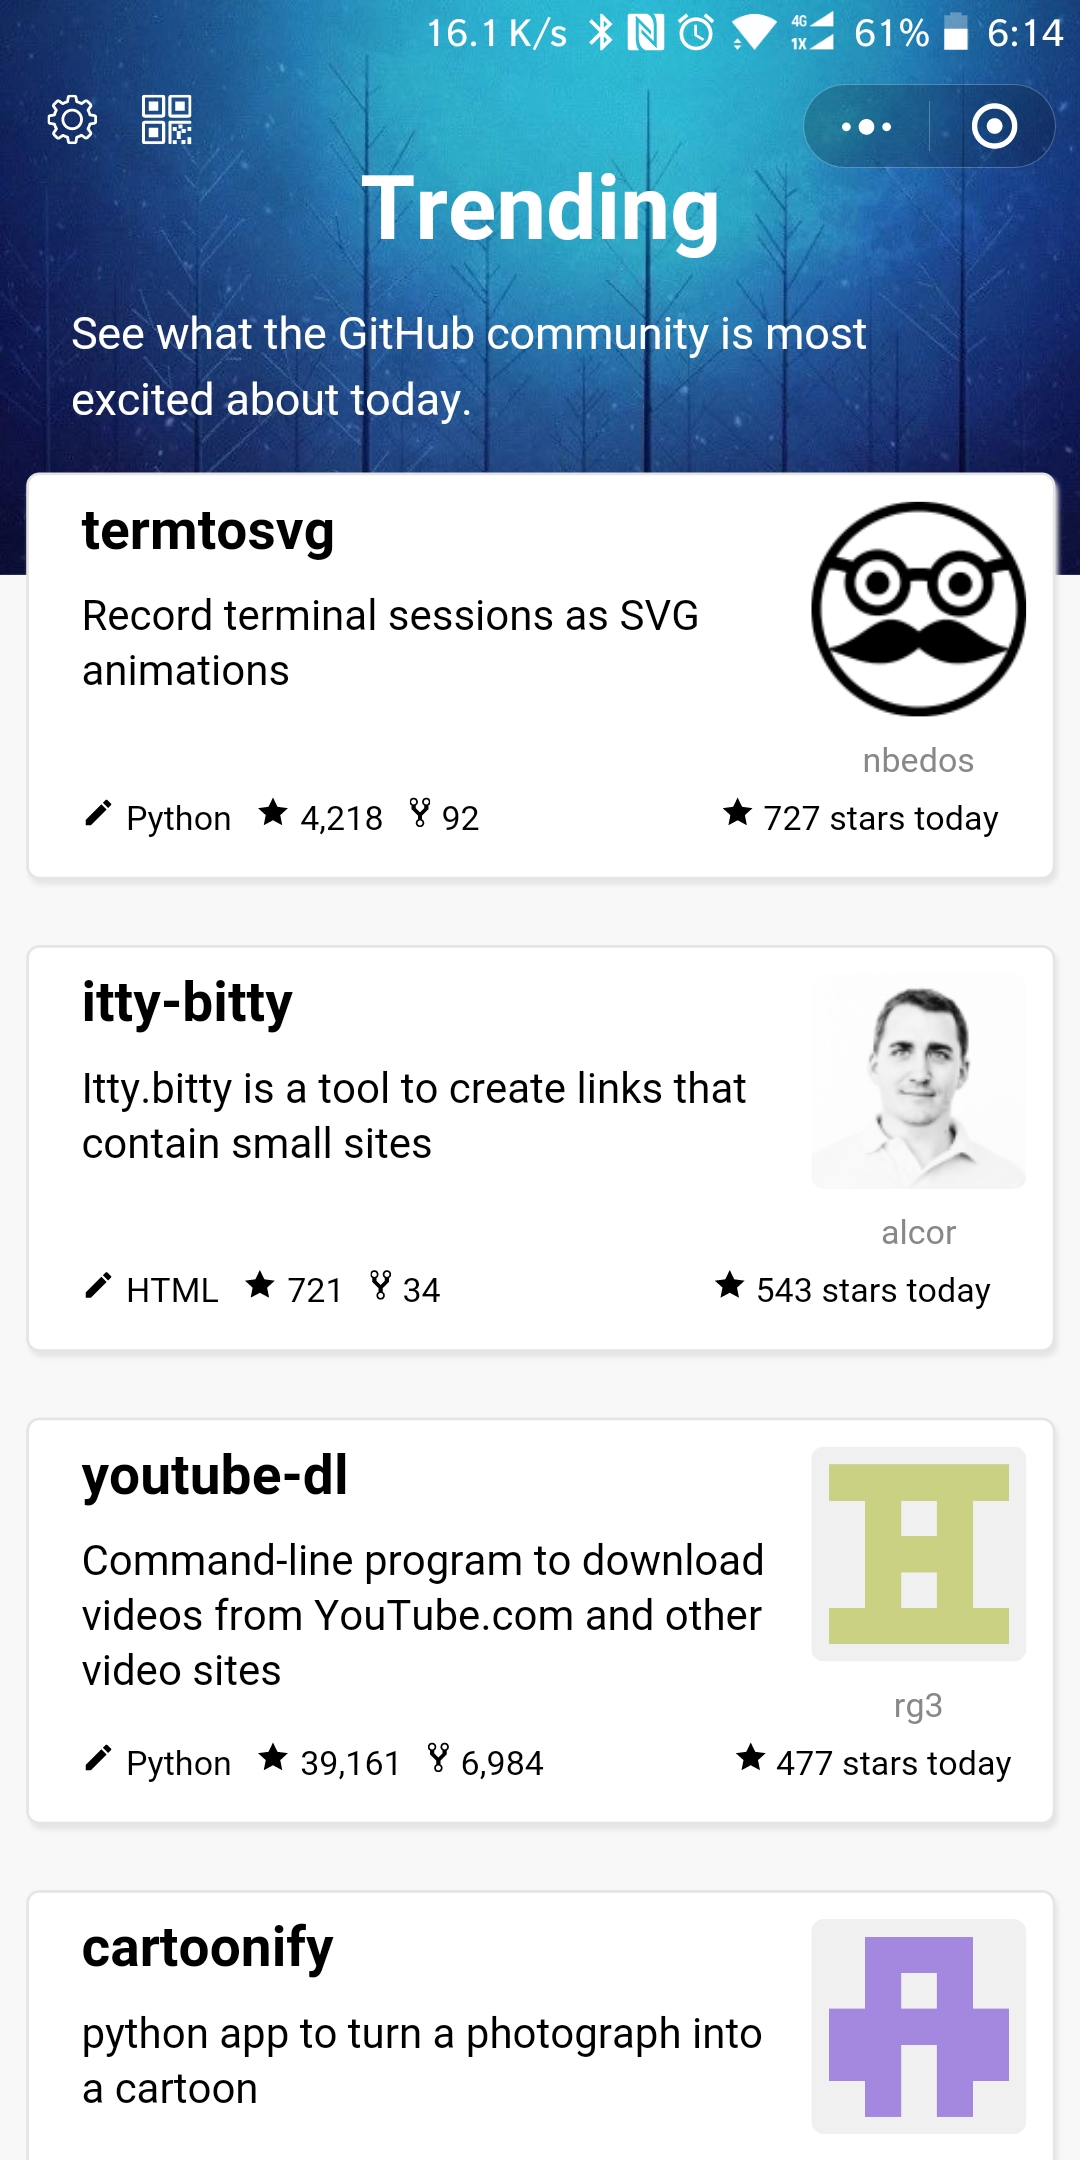 16.1 K/s 4G 1X 61% 6:14
Trending
See what the GitHub community is most
excited about today.
termtosvg
Record terminal sessions as SVG
animations
nbedos
Python 4,218 92 727 stars today
itty-bitty
Itty.bitty is a tool to create links that
contain small sites
alcor
HTML 721 34 543 stars today
youtube-dl
Command-line program to download
videos from YouTube.com and other
video sites
rg3
Python 39,161 6,984 477 stars today
cartoonify
python app to turn a photograph into
a cartoon